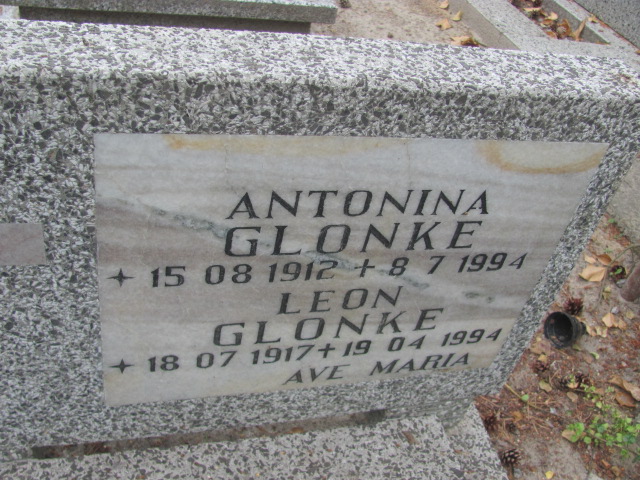 ANTONINA
GLONKE
+ 15 08 1912 + 8 7 1994
LEON
GLONKE
+ 18 07 1917 + 19 04 1994
AVE MARIA